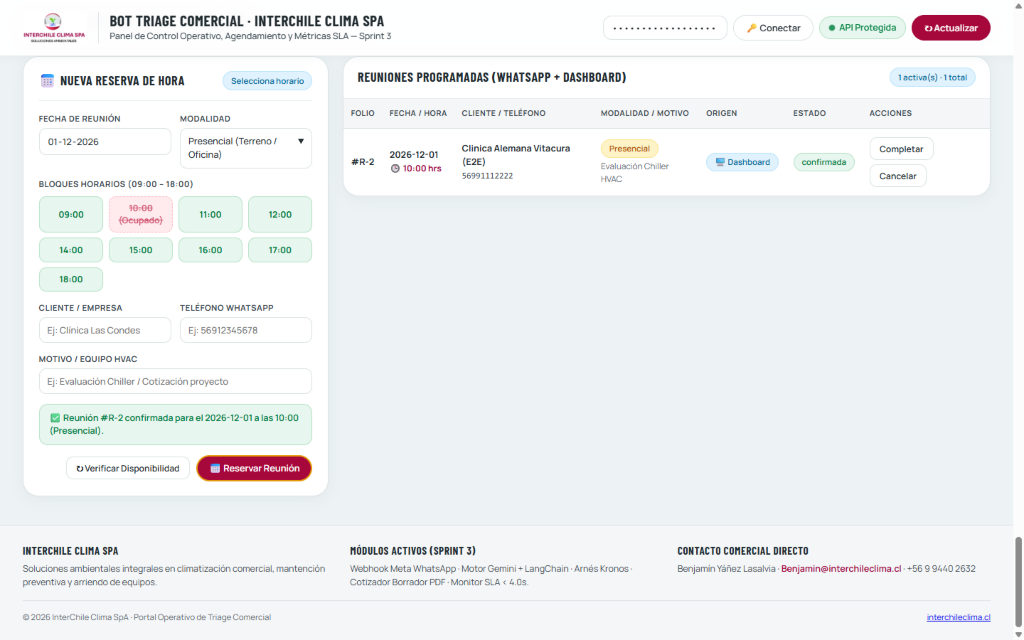 INTERCHILE CLIMA SPA
SOLUCIONES AMBIENTALES
BOT TRIAGE COMERCIAL · INTERCHILE CLIMA SPA
Panel de Control Operativo, Agendamiento y Métricas SLA — Sprint 3
Conectar
API Protegida
Actualizar
NUEVA RESERVA DE HORA
Selecciona horario
FECHA DE REUNIÓN
MODALIDAD
01-12-2026
Presencial (Terreno /
Oficina)
BLOQUES HORARIOS (09:00 – 18:00)
09:00
10:00
(Ocupado)
11:00
12:00
14:00
15:00
16:00
17:00
18:00
CLIENTE / EMPRESA
TELÉFONO WHATSAPP
Ej: Clínica Las Condes
Ej: 56912345678
MOTIVO / EQUIPO HVAC
Ej: Evaluación Chiller / Cotización proyecto
Reunión #R-2 confirmada para el 2026-12-01 a las 10:00
(Presencial).
Verificar Disponibilidad
Reservar Reunión
REUNIONES PROGRAMADAS (WHATSAPP + DASHBOARD)
1 activa(s) · 1 total
FOLIO
FECHA / HORA
CLIENTE / TELÉFONO
MODALIDAD / MOTIVO
ORIGEN
ESTADO
ACCIONES
#R-2
2026-12-01
10:00 hrs
Clinica Alemana Vitacura
(E2E)
56991112222
Presencial
Evaluación Chiller
HVAC
Dashboard
confirmada
Completar
Cancelar
INTERCHILE CLIMA SPA
Soluciones ambientales integrales en climatización comercial, mantención
preventiva y arriendo de equipos.
MÓDULOS ACTIVOS (SPRINT 3)
Webhook Meta WhatsApp · Motor Gemini + LangChain · Arnés Kronos ·
Cotizador Borrador PDF · Monitor SLA < 4.0s.
CONTACTO COMERCIAL DIRECTO
Benjamín Yáñez Lasalvia · Benjamin@interchileclima.cl · +56 9 9440 2632
© 2026 InterChile Clima SpA · Portal Operativo de Triage Comercial
interchileclima.cl